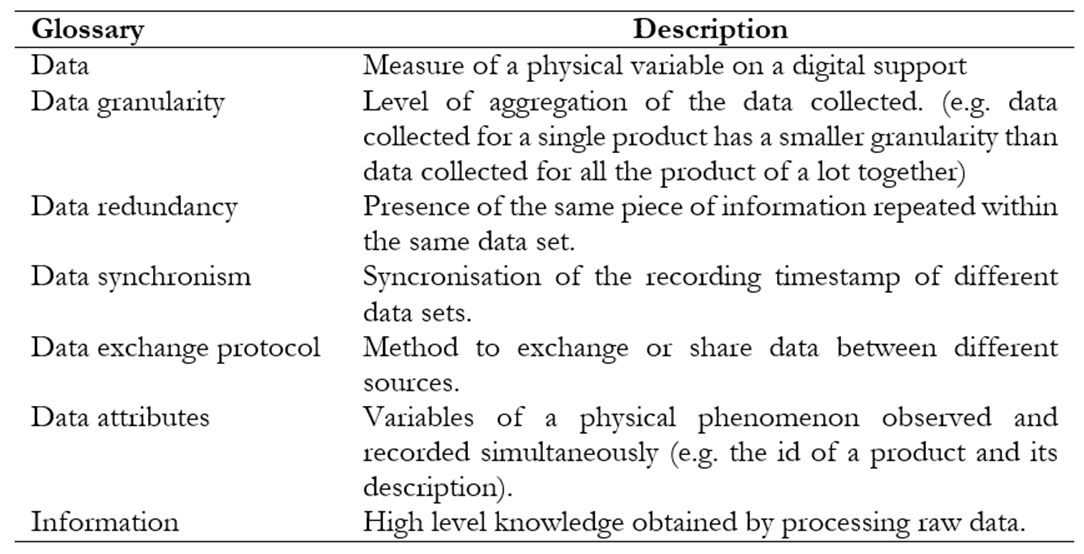 Glossary Description
Data Measure of a physical variable on a digital support
Data granularity Level of aggregation of the data collected. (e.g. data
collected for a single product has a smaller granularity than
data collected for all the product of a lot together)
Data redundancy Presence of the same piece of information repeated within
the same data set.
Data synchronism Syncronisation of the recording timestamp of different
data sets.
Data exchange protocol Method to exchange or share data between different
sources.
Data attributes Variables of a physical phenomenon observed and
recorded simultaneously (e.g. the id of a product and its
description).
Information High level knowledge obtained by processing raw data.